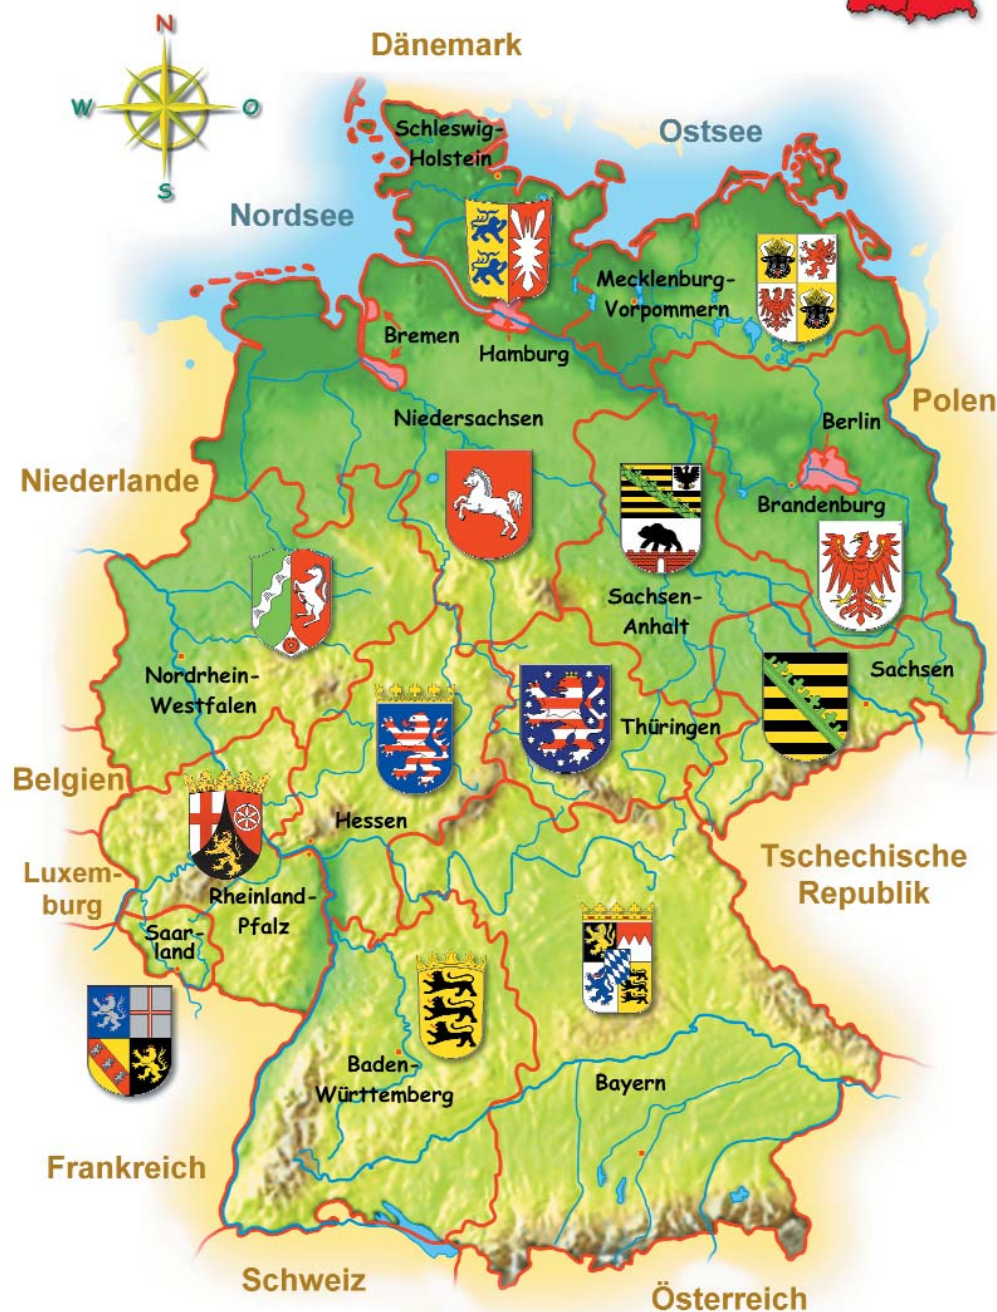 N
W
O
S
Dänemark
Ostsee
Nordsee
Schleswig-
Holstein
Mecklenburg-
Vorpommern
Bremen
Hamburg
Niedersachsen
Berlin
Polen
Niederlande
Brandenburg
Sachsen-
Anhalt
Nordrhein-
Westfalen
Sachsen
Thüringen
Belgien
Hessen
Luxem-
burg
Rheinland-
Pfalz
Saar-
land
Tschechische
Republik
Baden-
Württemberg
Bayern
Frankreich
Schweiz
Österreich